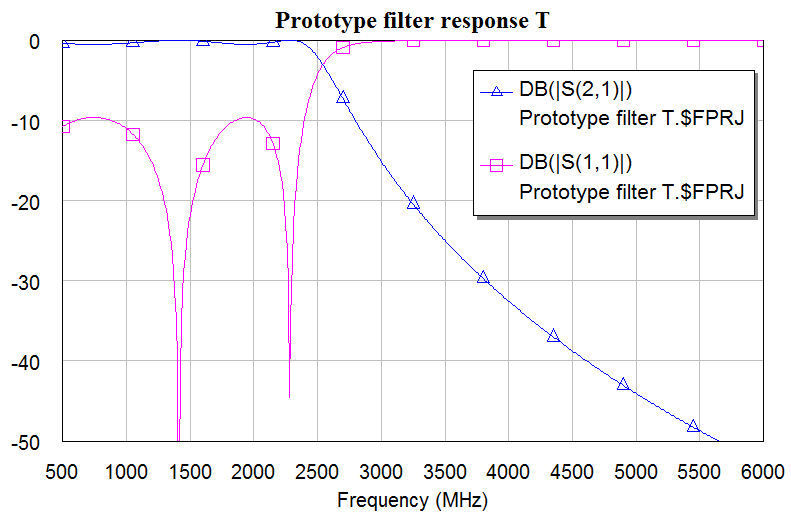 Prototype filter response T
0
-10
-20
-30
-40
-50
DB(|S(2,1)|)
Prototype filter T.$FPRJ
DB(|S(1,1)|)
Prototype filter T.$FPRJ
500 1000 1500 2000 2500 3000 3500 4000 4500 5000 5500 6000
Frequency (MHz)